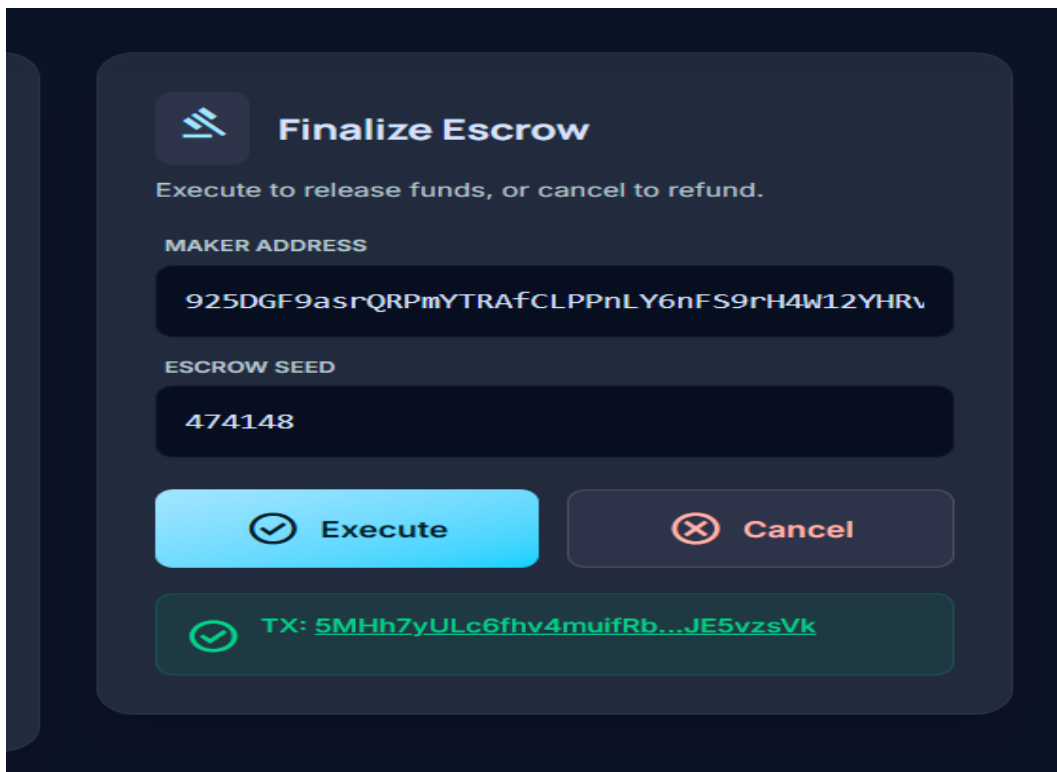 Finalize Escrow
Execute to release funds, or cancel to refund.
MAKER ADDRESS
925DGF9asrQRPmYTRAfCLPPnLY6nFS9rH4W12YHRv
ESCROW SEED
474148
Execute
Cancel
TX: 5MHh7yULc6fhv4muifRb...JE5vzsVk